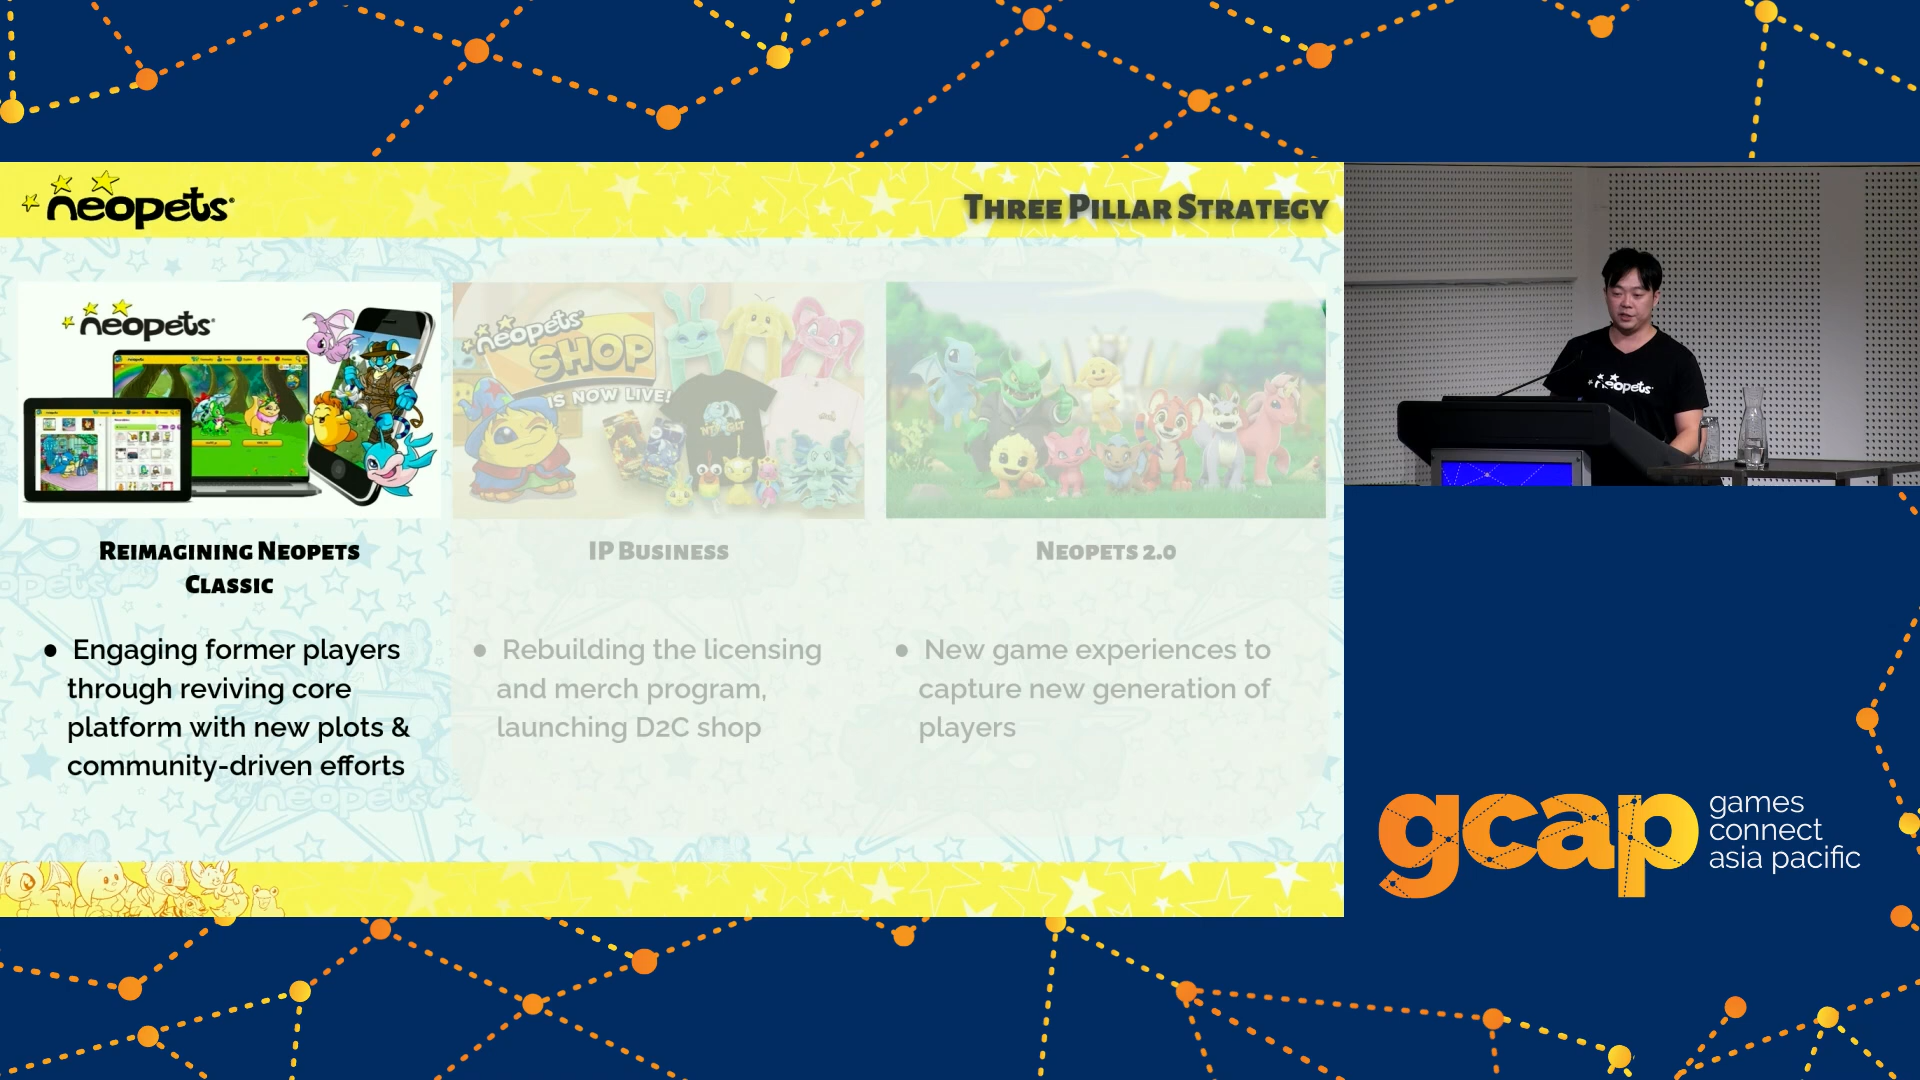 neopets
Three Pillar Strategy
neopets
neopets
SHOP
IS NOW LIVE!
Reimagining Neopets
Classic
IP Business
Neopets 2.0
• Engaging former players
through reviving core
platform with new plots &
community-driven efforts
• Rebuilding the licensing
and merch program,
launching D2C shop
• New game experiences to
capture new generation of
players
neopets
gcap
games
connect
asia pacific